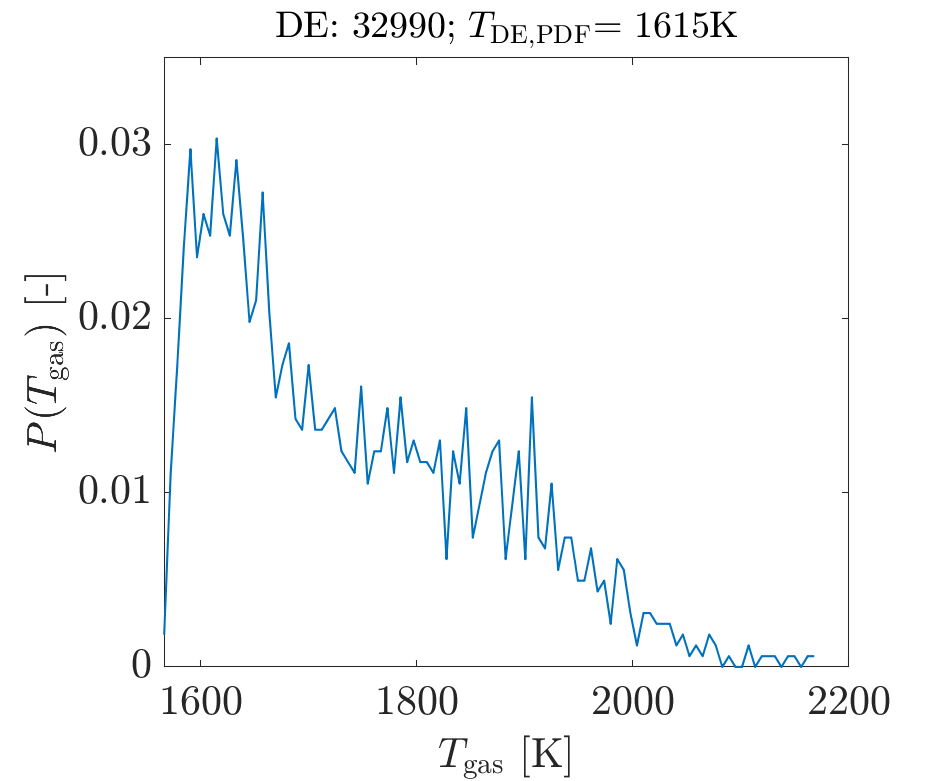 DE: 32990; T_DE,PDF= 1615K
0.03
0.02
0.01
0
P(T_gas) [-]
1600 1800 2000 2200
T_gas [K]